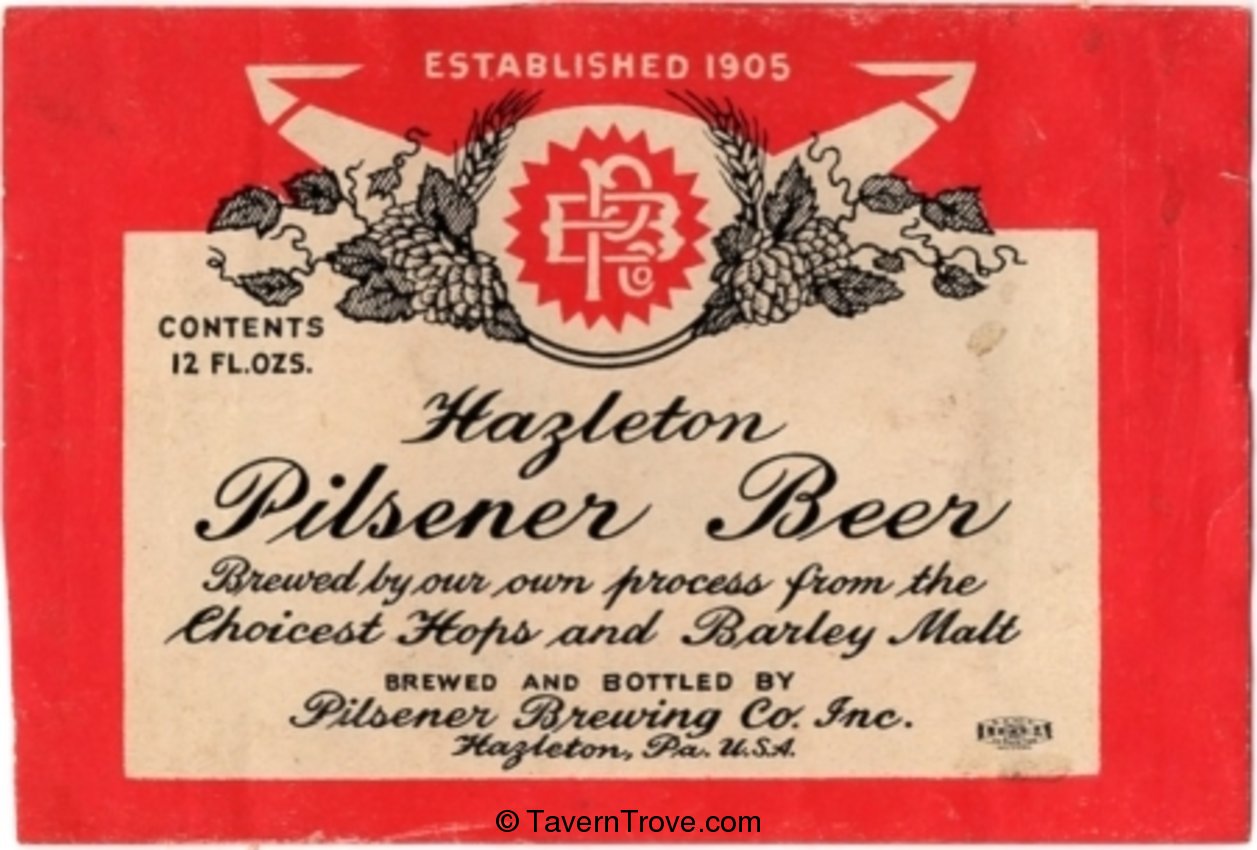 ESTABLISHED 1905
PBCo
CONTENTS
12 FL.OZS.
Hazleton
Pilsener Beer
Brewed by our own process from the
Choicest Hops and Barley Malt
BREWED AND BOTTLED BY
Pilsener Brewing Co. Inc.
Hazleton, Pa. U.S.A.
© TavernTrove.com